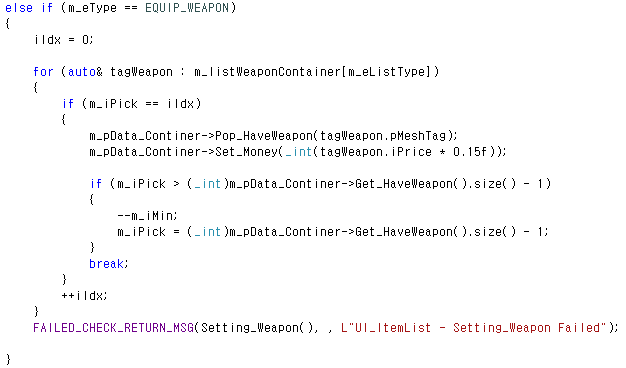 else if (m_eType == EQUIP_WEAPON)
{
    iIdx = 0;

    for (auto& tagWeapon : m_listWeaponContainer[m_eListType])
    {
        if (m_iPick == iIdx)
        {
            m_pData_Continer->Pop_HaveWeapon(tagWeapon.pMeshTag);
            m_pData_Continer->Set_Money(_int(tagWeapon.iPrice * 0.15f));

            if (m_iPick > (_int)m_pData_Continer->Get_HaveWeapon().size() - 1)
            {
                --m_iMin;
                m_iPick = (_int)m_pData_Continer->Get_HaveWeapon().size() - 1;
            }
            break;
        }
        ++iIdx;
    }
    FAILED_CHECK_RETURN_MSG(Setting_Weapon(), , L"UI_ItemList - Setting_Weapon Failed");

}